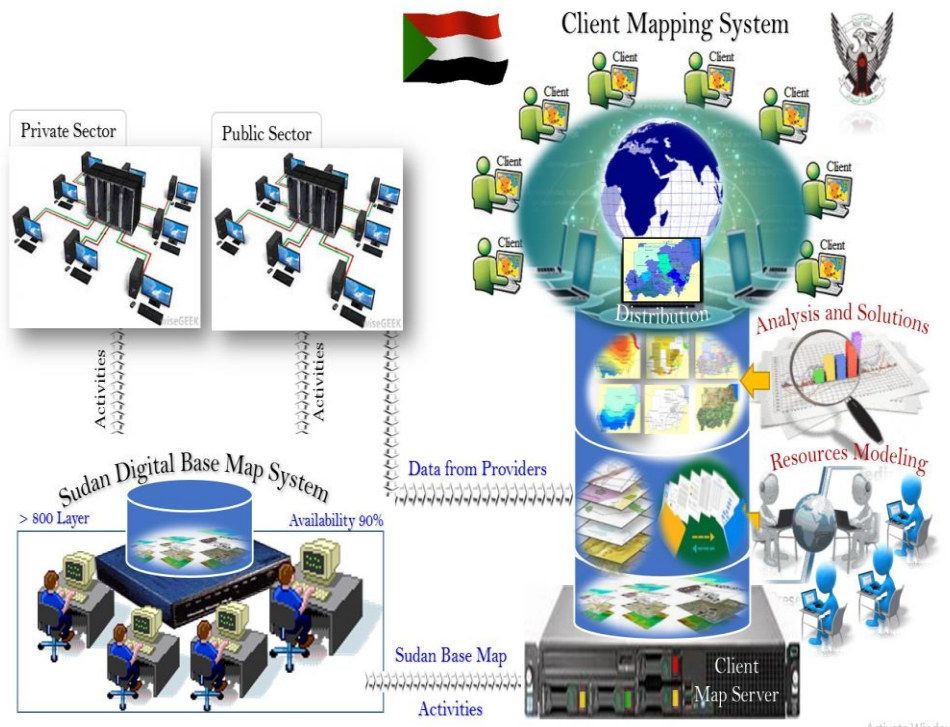 Client Mapping System
Client
Client
Client
Client
Client
Client
Client
Client
Private Sector
Public Sector
wiseGEEK
Distribution
Analysis and Solutions
Activities
Activities
Resources Modeling
Sudan Digital Base Map System
Data from Providers
> 800 Layer
Availability 90%
Sudan Base Map
Activities
Client
Map Server